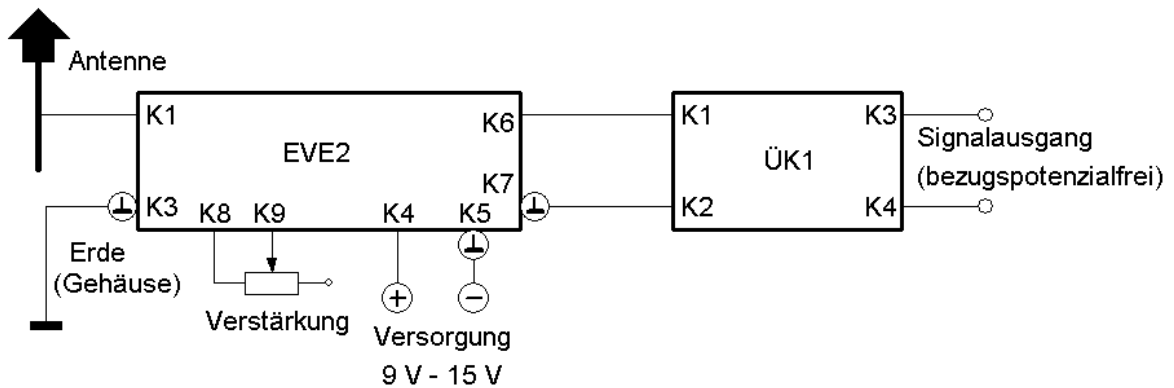 Antenne
K1
K6
K1
K3
EVE2
ÜK1
Signalausgang
(bezugspotenzialfrei)
K7
K3
K8
K9
K4
K5
K2
K4
Erde
(Gehäuse)
+
−
Verstärkung
Versorgung
9 V - 15 V